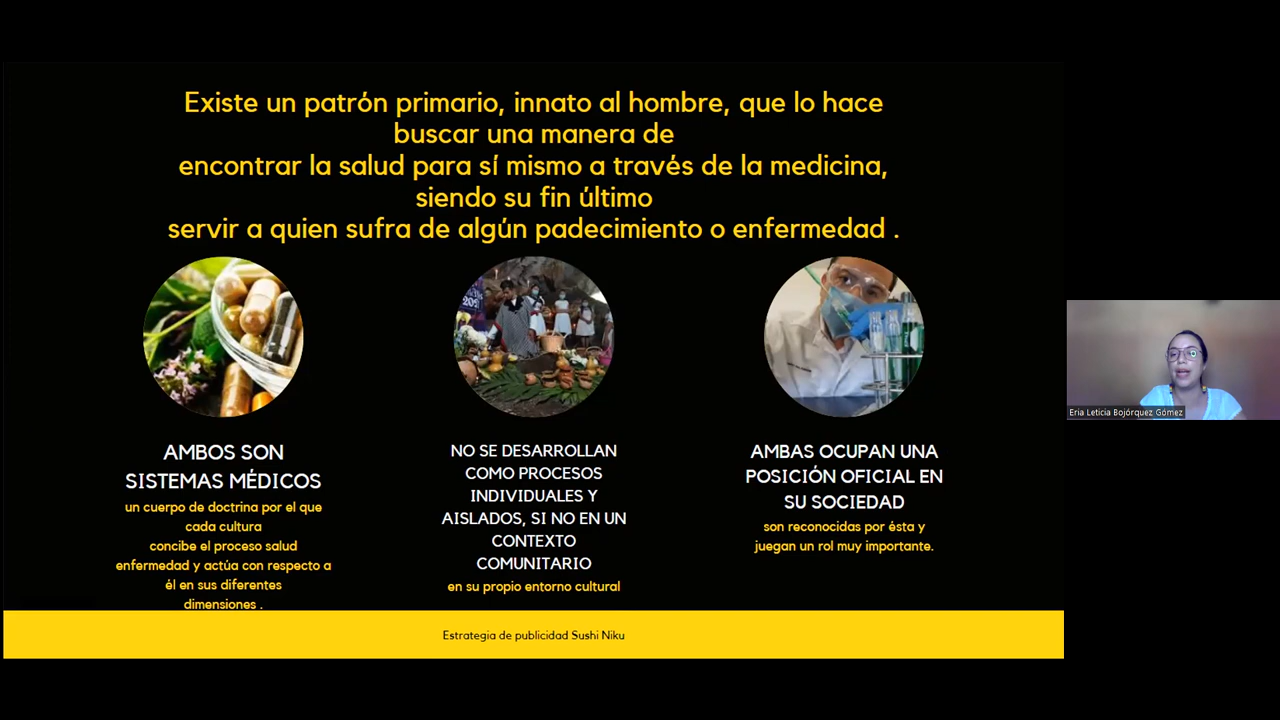 Existe un patrón primario, innato al hombre, que lo hace
buscar una manera de
encontrar la salud para sí mismo a través de la medicina,
siendo su fin último
servir a quien sufra de algún padecimiento o enfermedad .
AMBOS SON
SISTEMAS MÉDICOS
un cuerpo de doctrina por el que
cada cultura
concibe el proceso salud
enfermedad y actúa con respecto a
él en sus diferentes
dimensiones .
NO SE DESARROLLAN
COMO PROCESOS
INDIVIDUALES Y
AISLADOS, SI NO EN UN
CONTEXTO
COMUNITARIO
en su propio entorno cultural
AMBAS OCUPAN UNA
POSICIÓN OFICIAL EN
SU SOCIEDAD
son reconocidas por ésta y
juegan un rol muy importante.
Estrategia de publicidad Sushi Niku
Eria Leticia Bojórquez Gómez